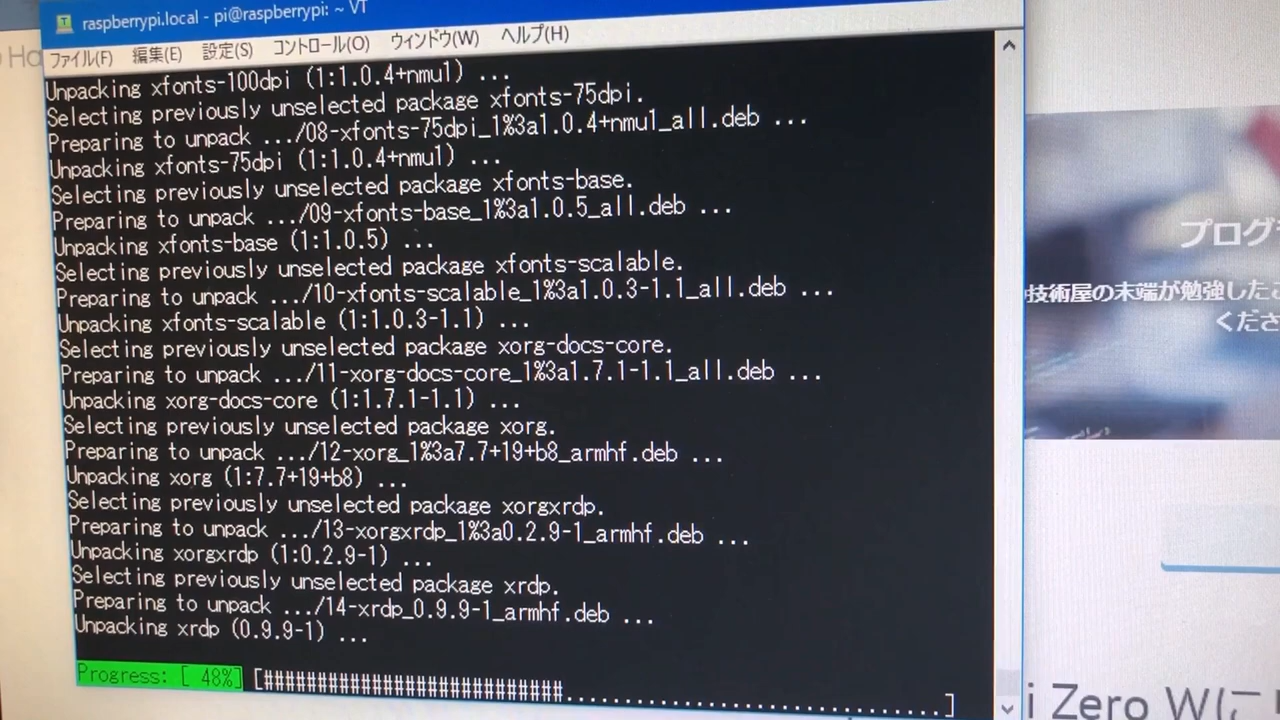 raspberrypi.local - pi@raspberrypi: ~ VT
ファイル(F) 編集(E) 設定(S) コントロール(O) ウィンドウ(W) ヘルプ(H)
Unpacking xfonts-100dpi (1:1.0.4+nmu1) ...
Selecting previously unselected package xfonts-75dpi.
Preparing to unpack .../08-xfonts-75dpi_1%3a1.0.4+nmu1_all.deb ...
Unpacking xfonts-75dpi (1:1.0.4+nmu1) ...
Selecting previously unselected package xfonts-base.
Preparing to unpack .../09-xfonts-base_1%3a1.0.5_all.deb ...
Unpacking xfonts-base (1:1.0.5) ...
Selecting previously unselected package xfonts-scalable.
Preparing to unpack .../10-xfonts-scalable_1%3a1.0.3-1.1_all.deb ...
Unpacking xfonts-scalable (1:1.0.3-1.1) ...
Selecting previously unselected package xorg-docs-core.
Preparing to unpack .../11-xorg-docs-core_1%3a1.7.1-1.1_all.deb ...
Unpacking xorg-docs-core (1:1.7.1-1.1) ...
Selecting previously unselected package xorg.
Preparing to unpack .../12-xorg_1%3a7.7+19+b8_armhf.deb ...
Unpacking xorg (1:7.7+19+b8) ...
Selecting previously unselected package xorgxrdp.
Preparing to unpack .../13-xorgxrdp_1%3a0.2.9-1_armhf.deb ...
Unpacking xorgxrdp (1:0.2.9-1) ...
Selecting previously unselected package xrdp.
Preparing to unpack .../14-xrdp_0.9.9-1_armhf.deb ...
Unpacking xrdp (0.9.9-1) ...
Progress: [ 48%] [############################....................................]
プログ
技術屋の末端が勉強したこ
くださ
i Zero Wに